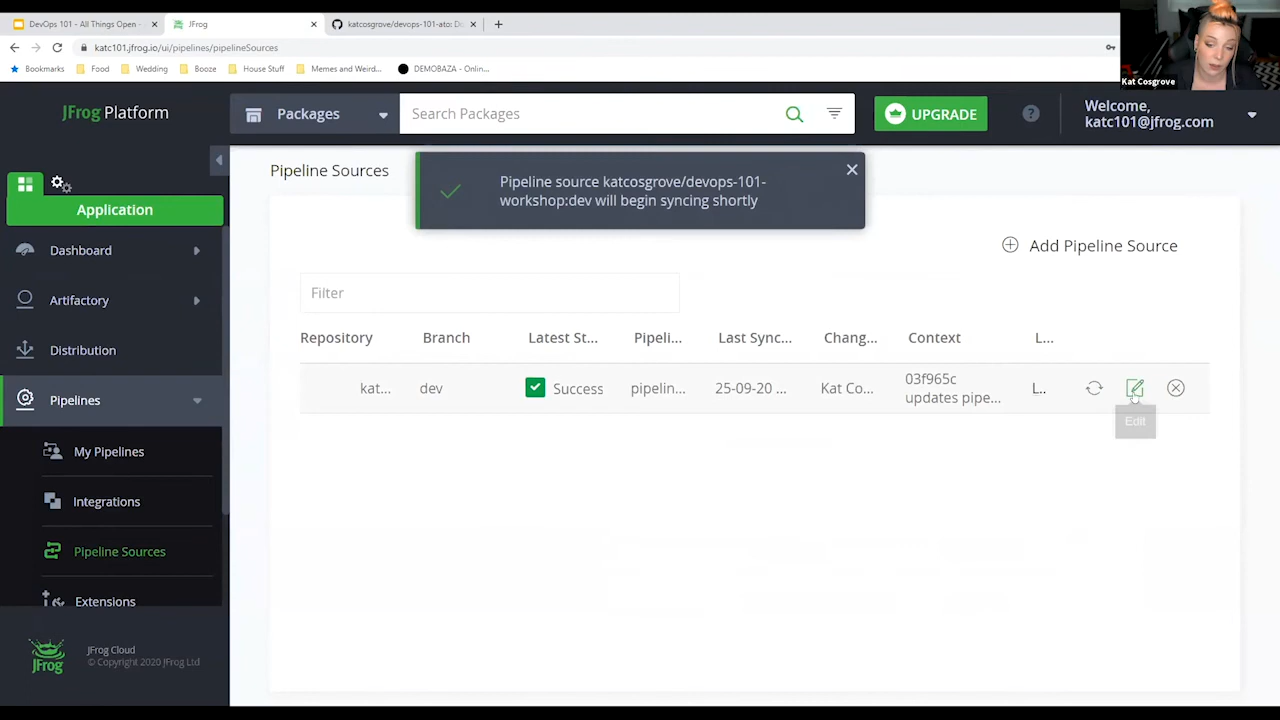 DevOps 101 - All Things Open -
JFrog
katcosgrove/devops-101-ato: De
katc101.jfrog.io/ui/pipelines/pipelineSources
Bookmarks
Food
Wedding
Booze
House Stuff
Memes and Weird...
DEMOBAZA - Onlin...
Kat Cosgrove
JFrog Platform
Packages
Search Packages
UPGRADE
?
Welcome,
katc101@jfrog.com
Application
Dashboard
Artifactory
Distribution
Pipelines
My Pipelines
Integrations
Pipeline Sources
Extensions
JFrog
JFrog Cloud
© Copyright 2020 JFrog Ltd
Pipeline Sources
Pipeline source katcosgrove/devops-101-
workshop:dev will begin syncing shortly
Add Pipeline Source
Filter
Repository Branch Latest St... Pipeli... Last Sync... Chang... Context L...
kat... dev Success pipelin... 25-09-20 ... Kat Co... 03f965c L..
updates pipe...
Edit